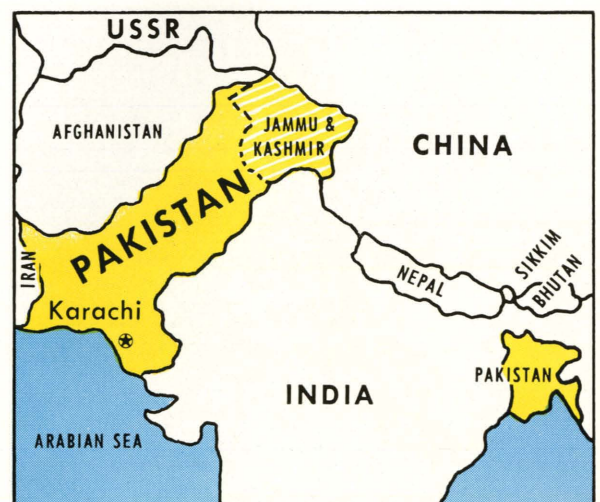 USSR
AFGHANISTAN
JAMMU &
KASHMIR
CHINA
PAKISTAN
IRAN
Karachi
NEPAL
SIKKIM
BHUTAN
INDIA
PAKISTAN
ARABIAN SEA